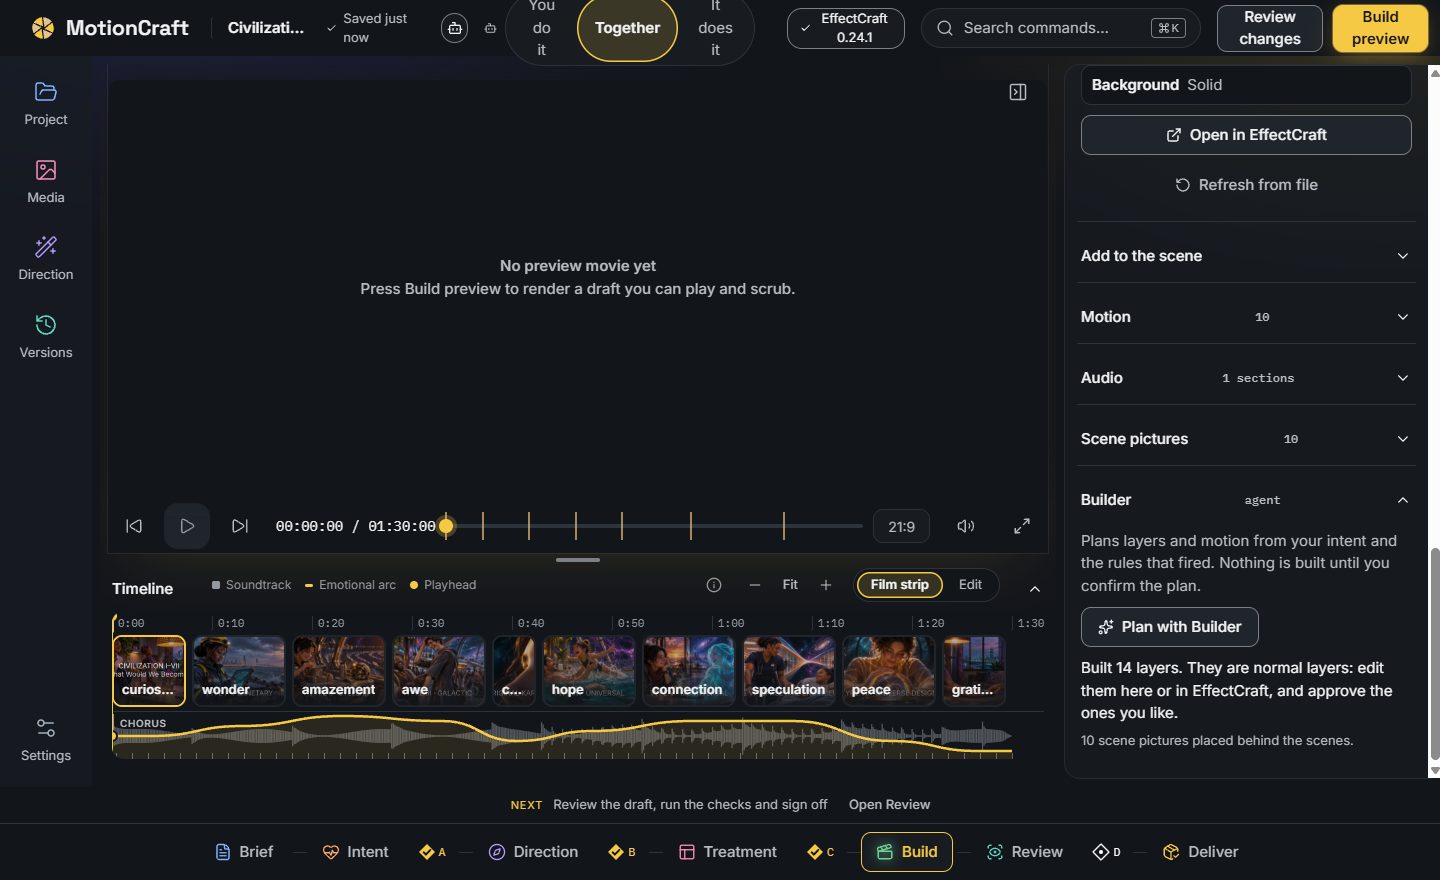 MotionCraft
Civilizati...
Saved just
now
You
do
it
Together
It
does
it
EffectCraft
0.24.1
Search commands...
⌘K
Review
changes
Build
preview
Project
Media
Direction
Versions
Settings
No preview movie yet
Press Build preview to render a draft you can play and scrub.
00:00:00 / 01:30:00
21:9
Background Solid
Open in EffectCraft
Refresh from file
Add to the scene
Motion 10
Audio 1 sections
Scene pictures 10
Builder agent
Plans layers and motion from your intent and
the rules that fired. Nothing is built until you
confirm the plan.
Plan with Builder
Built 14 layers. They are normal layers: edit
them here or in EffectCraft, and approve the
ones you like.
10 scene pictures placed behind the scenes.
Timeline
Soundtrack
Emotional arc
Playhead
Fit
Film strip
Edit
0:00 0:10 0:20 0:30 0:40 0:50 1:00 1:10 1:20 1:30
CIVILIZATION I-VII
hat Would We Becom
curios... wonder amazement awe c... hope connection speculation peace grati...
CHORUS
NEXT Review the draft, run the checks and sign off Open Review
Brief Intent A Direction B Treatment C Build Review D Deliver